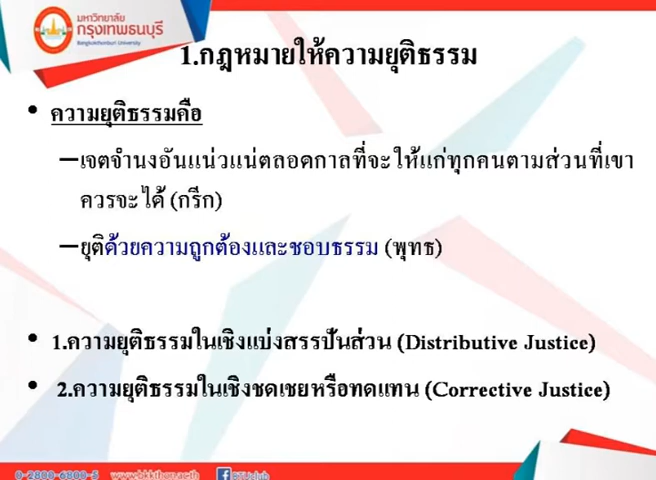 มหาวิทยาลัย
กรุงเทพธนบุรี
Bangkokthonburi University
1.กฎหมายให้ความยุติธรรม
• ความยุติธรรมคือ
–เจตจำนงอันแน่วแน่ตลอดกาลที่จะให้แก่ทุกคนตามส่วนที่เขา
ควรจะได้ (กรีก)
–ยุติด้วยความถูกต้องและชอบธรรม (พุทธ)
• 1.ความยุติธรรมในเชิงแบ่งสรรปันส่วน (Distributive Justice)
• 2.ความยุติธรรมในเชิงชดเชยหรือทดแทน (Corrective Justice)
0-2800-6800-5 www.bkkthon.ac.th